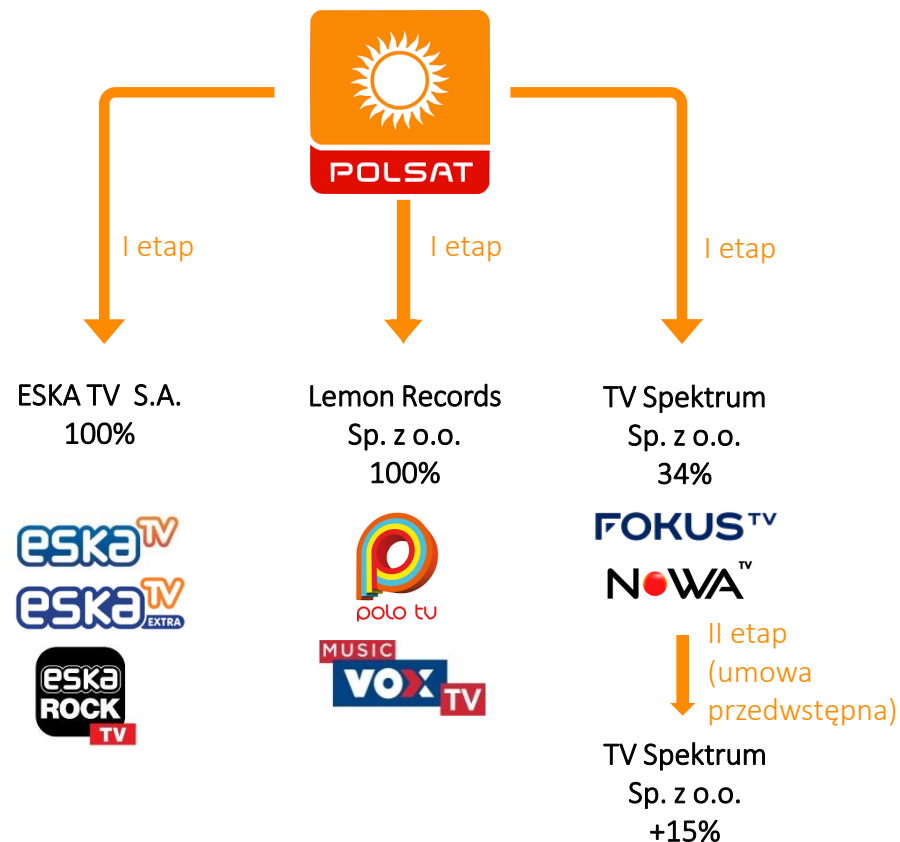 POLSAT
I etap
I etap
I etap
ESKA TV S.A.
100%
eska TV
eska TV
EXTRA
eska
ROCK
TV
Lemon Records
Sp. z o.o.
100%
polo tv
MUSIC
VOX
TV
TV Spektrum
Sp. z o.o.
34%
FOKUS TV
NOWA TV
II etap
(umowa
przedwstępna)
TV Spektrum
Sp. z o.o.
+15%